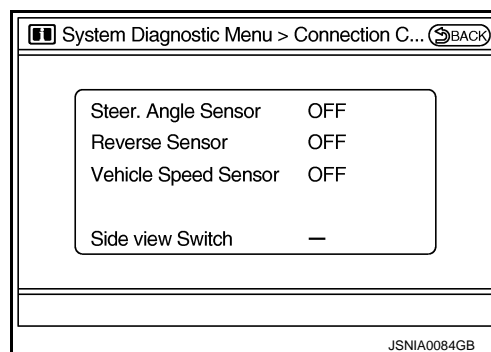 System Diagnostic Menu > Connection C... BACK
Steer. Angle Sensor OFF
Reverse Sensor OFF
Vehicle Speed Sensor OFF
Side view Switch —
JSNIA0084GB